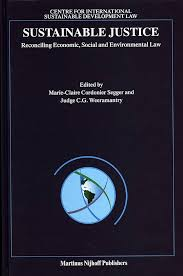 CENTRE FOR INTERNATIONAL
SUSTAINABLE DEVELOPMENT LAW
SUSTAINABLE JUSTICE
Reconciling Economic, Social and Environmental Law
Edited by
Marie-Claire Cordonier Segger and
Judge C.G. Weeramantry
Martinus Nijhoff Publishers